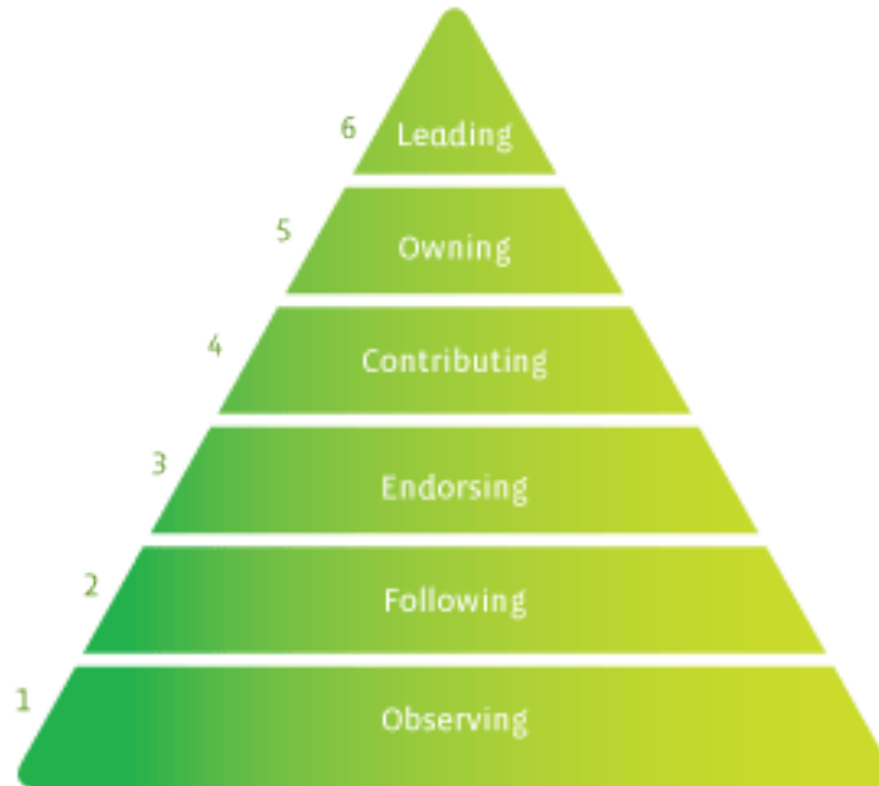 6 Leading
5 Owning
4 Contributing
3 Endorsing
2 Following
1 Observing